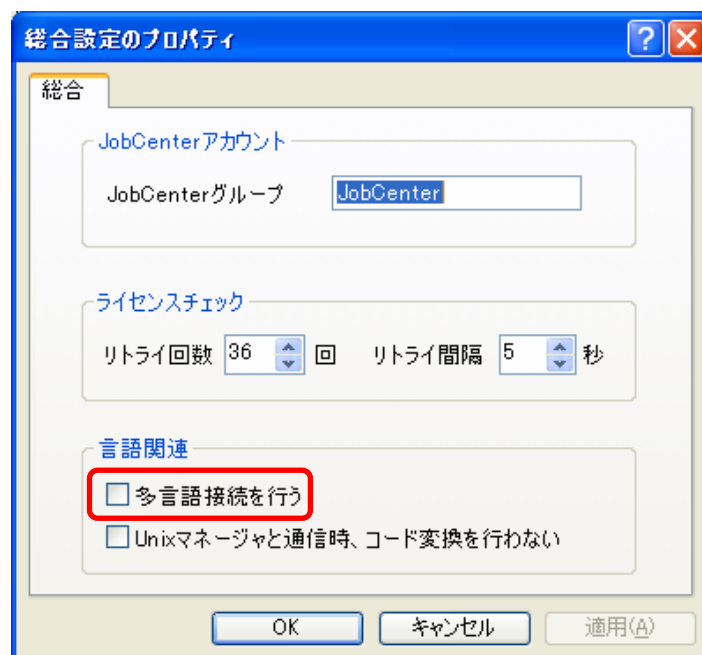 総合設定のプロパティ
総合
JobCenterアカウント
JobCenterグループ JobCenter
ライセンスチェック
リトライ回数 36 回 リトライ間隔 5 秒
言語関連
多言語接続を行う
Unixマネージャと通信時、コード変換を行わない
OK キャンセル 適用(A)